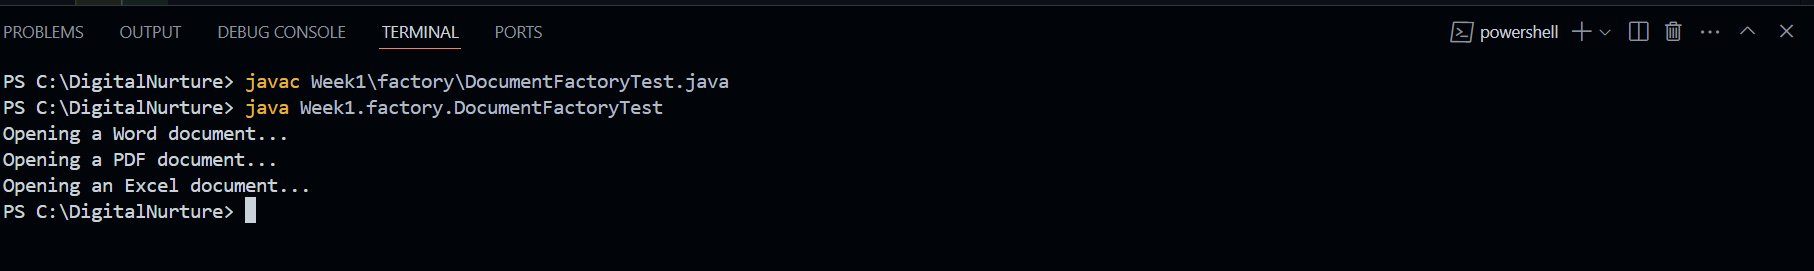 PROBLEMS OUTPUT DEBUG CONSOLE TERMINAL PORTS powershell
PS C:\DigitalNurture> javac Week1\factory\DocumentFactoryTest.java
PS C:\DigitalNurture> java Week1.factory.DocumentFactoryTest
Opening a Word document...
Opening a PDF document...
Opening an Excel document...
PS C:\DigitalNurture>